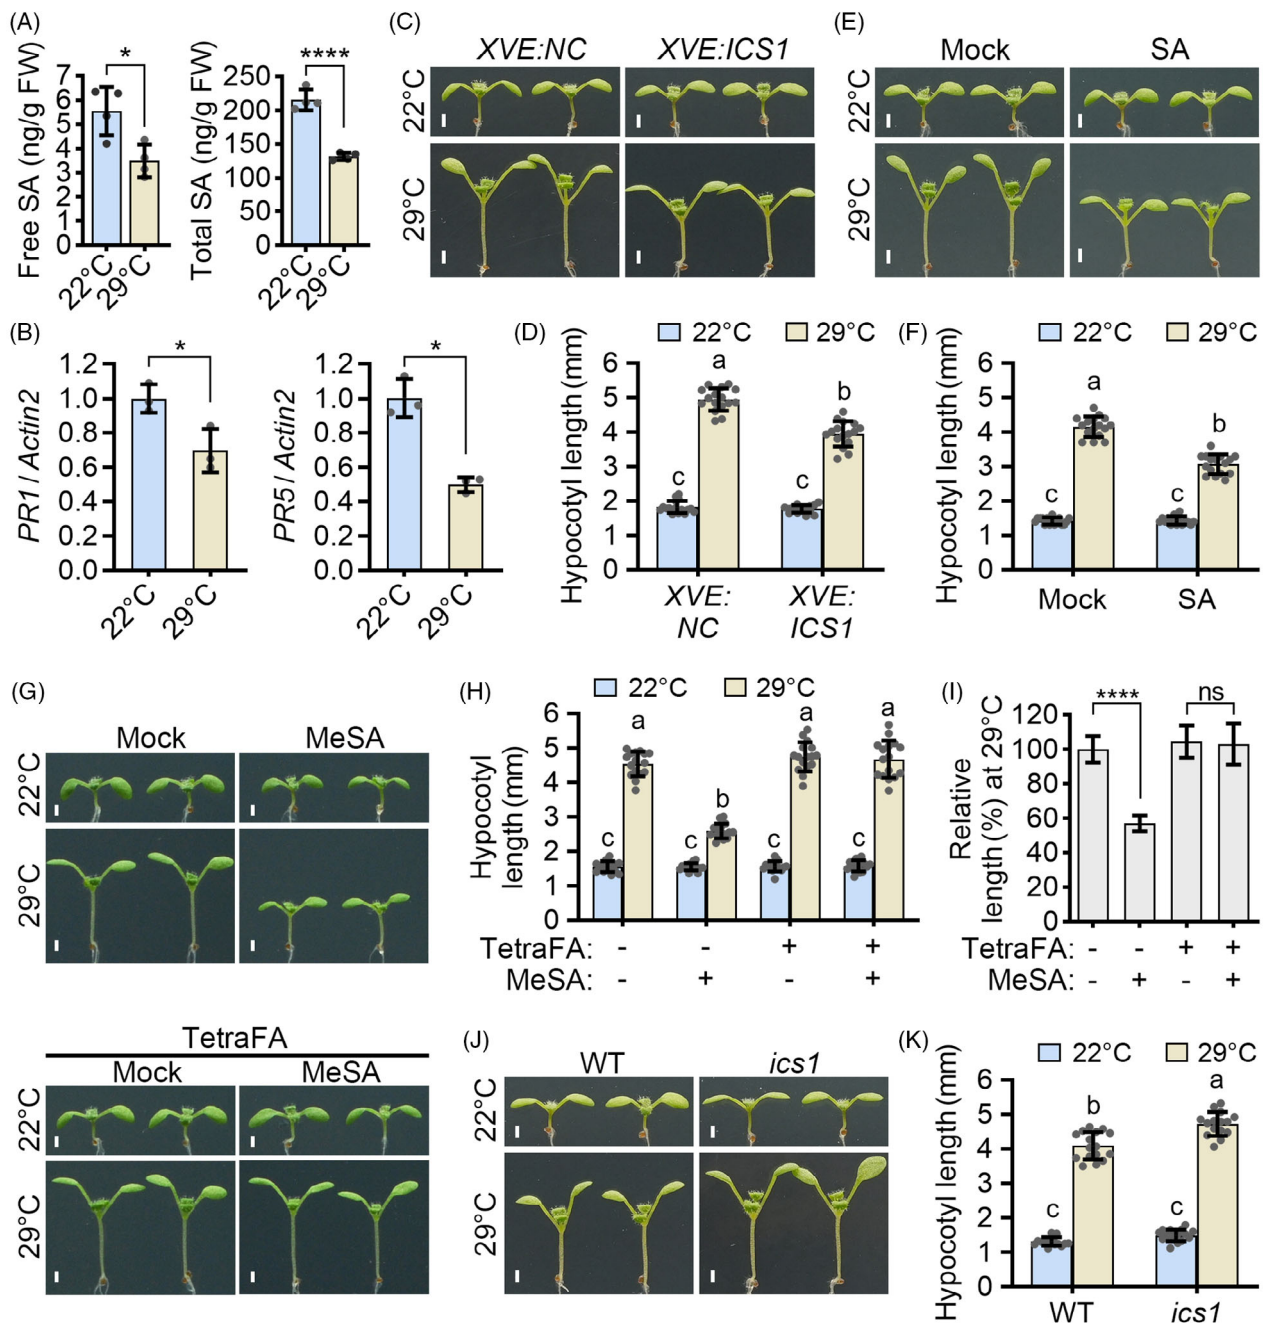 (A)
Free SA (ng/g FW)
7
6
5
4
3
2
1
0
*
22°C
29°C
Total SA (ng/g FW)
250
200
150
100
50
0
****
22°C
29°C
(B)
PR1 / Actin2
1.2
1.0
0.8
0.6
0.4
0.2
0.0
*
22°C
29°C
PR5 / Actin2
1.2
1.0
0.8
0.6
0.4
0.2
0.0
*
22°C
29°C
(C)
XVE:NC
XVE:ICS1
22°C
29°C
(D)
22°C
29°C
Hypocotyl length (mm)
6
5
4
3
2
1
0
c
a
c
b
XVE:
NC
XVE:
ICS1
(E)
Mock
SA
22°C
29°C
(F)
22°C
29°C
Hypocotyl length (mm)
6
5
4
3
2
1
0
c
a
c
b
Mock
SA
(G)
Mock
MeSA
22°C
29°C
TetraFA
Mock
MeSA
22°C
29°C
(H)
22°C
29°C
Hypocotyl
length (mm)
6
5
4
3
2
1
0
c
a
c
b
c
a
c
a
TetraFA: - - + +
MeSA: - + - +
(I)
Relative
length (%) at 29°C
120
100
80
60
40
20
0
****
ns
TetraFA: - - + +
MeSA: - + - +
(J)
WT
ics1
22°C
29°C
(K)
22°C
29°C
Hypocotyl length (mm)
6
5
4
3
2
1
0
c
b
c
a
WT
ics1